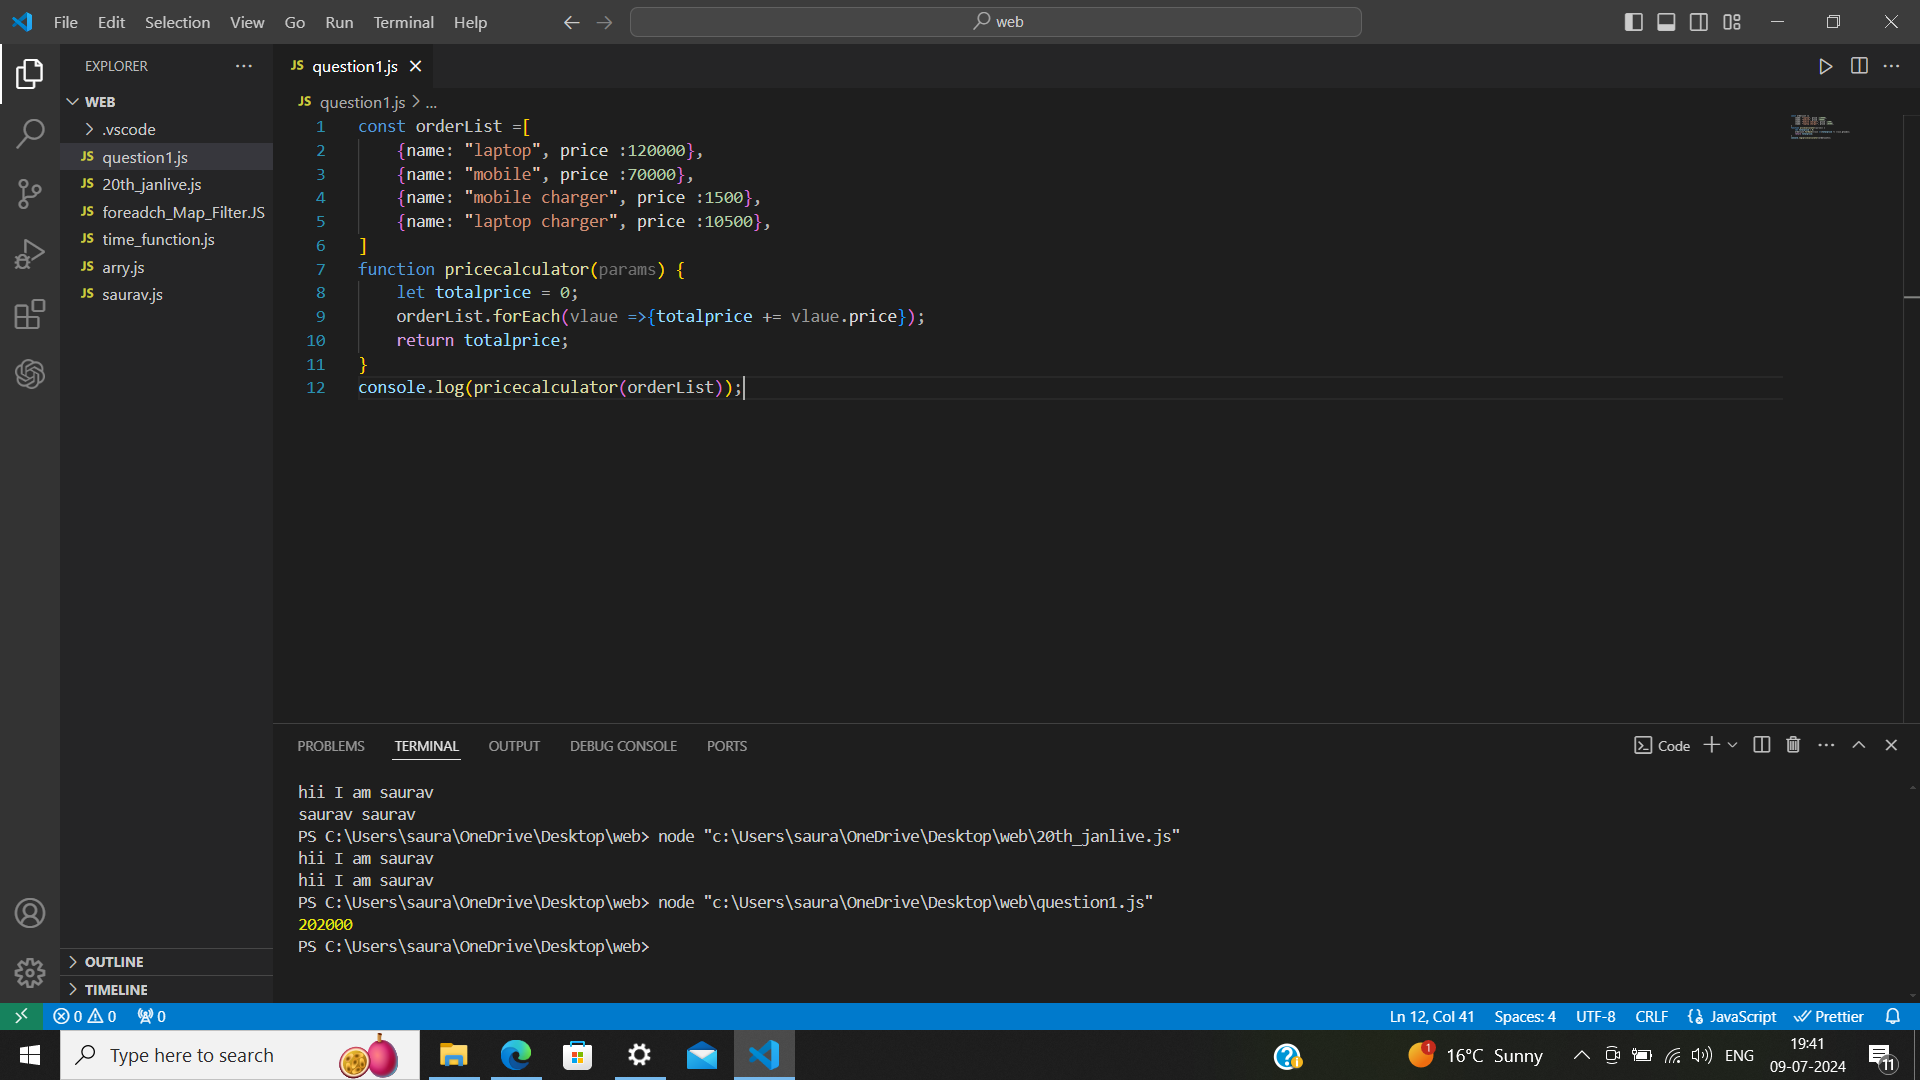 File Edit Selection View Go Run Terminal Help
web
EXPLORER
WEB
.vscode
JS question1.js
JS 20th_janlive.js
JS foreadch_Map_Filter.JS
JS time_function.js
JS arry.js
JS saurav.js
OUTLINE
TIMELINE
JS question1.js
JS question1.js > ...
1 const orderList =[
2 {name: "laptop", price :120000},
3 {name: "mobile", price :70000},
4 {name: "mobile charger", price :1500},
5 {name: "laptop charger", price :10500},
6 ]
7 function pricecalculator(params) {
8 let totalprice = 0;
9 orderList.forEach(vlaue =>{totalprice += vlaue.price});
10 return totalprice;
11 }
12 console.log(pricecalculator(orderList));
PROBLEMS TERMINAL OUTPUT DEBUG CONSOLE PORTS
Code
hii I am saurav
saurav saurav
PS C:\Users\saura\OneDrive\Desktop\web> node "c:\Users\saura\OneDrive\Desktop\web\20th_janlive.js"
hii I am saurav
hii I am saurav
PS C:\Users\saura\OneDrive\Desktop\web> node "c:\Users\saura\OneDrive\Desktop\web\question1.js"
202000
PS C:\Users\saura\OneDrive\Desktop\web>
0 0 0
Ln 12, Col 41 Spaces: 4 UTF-8 CRLF {} JavaScript Prettier
Type here to search
1 16°C Sunny
ENG
19:41
09-07-2024
11